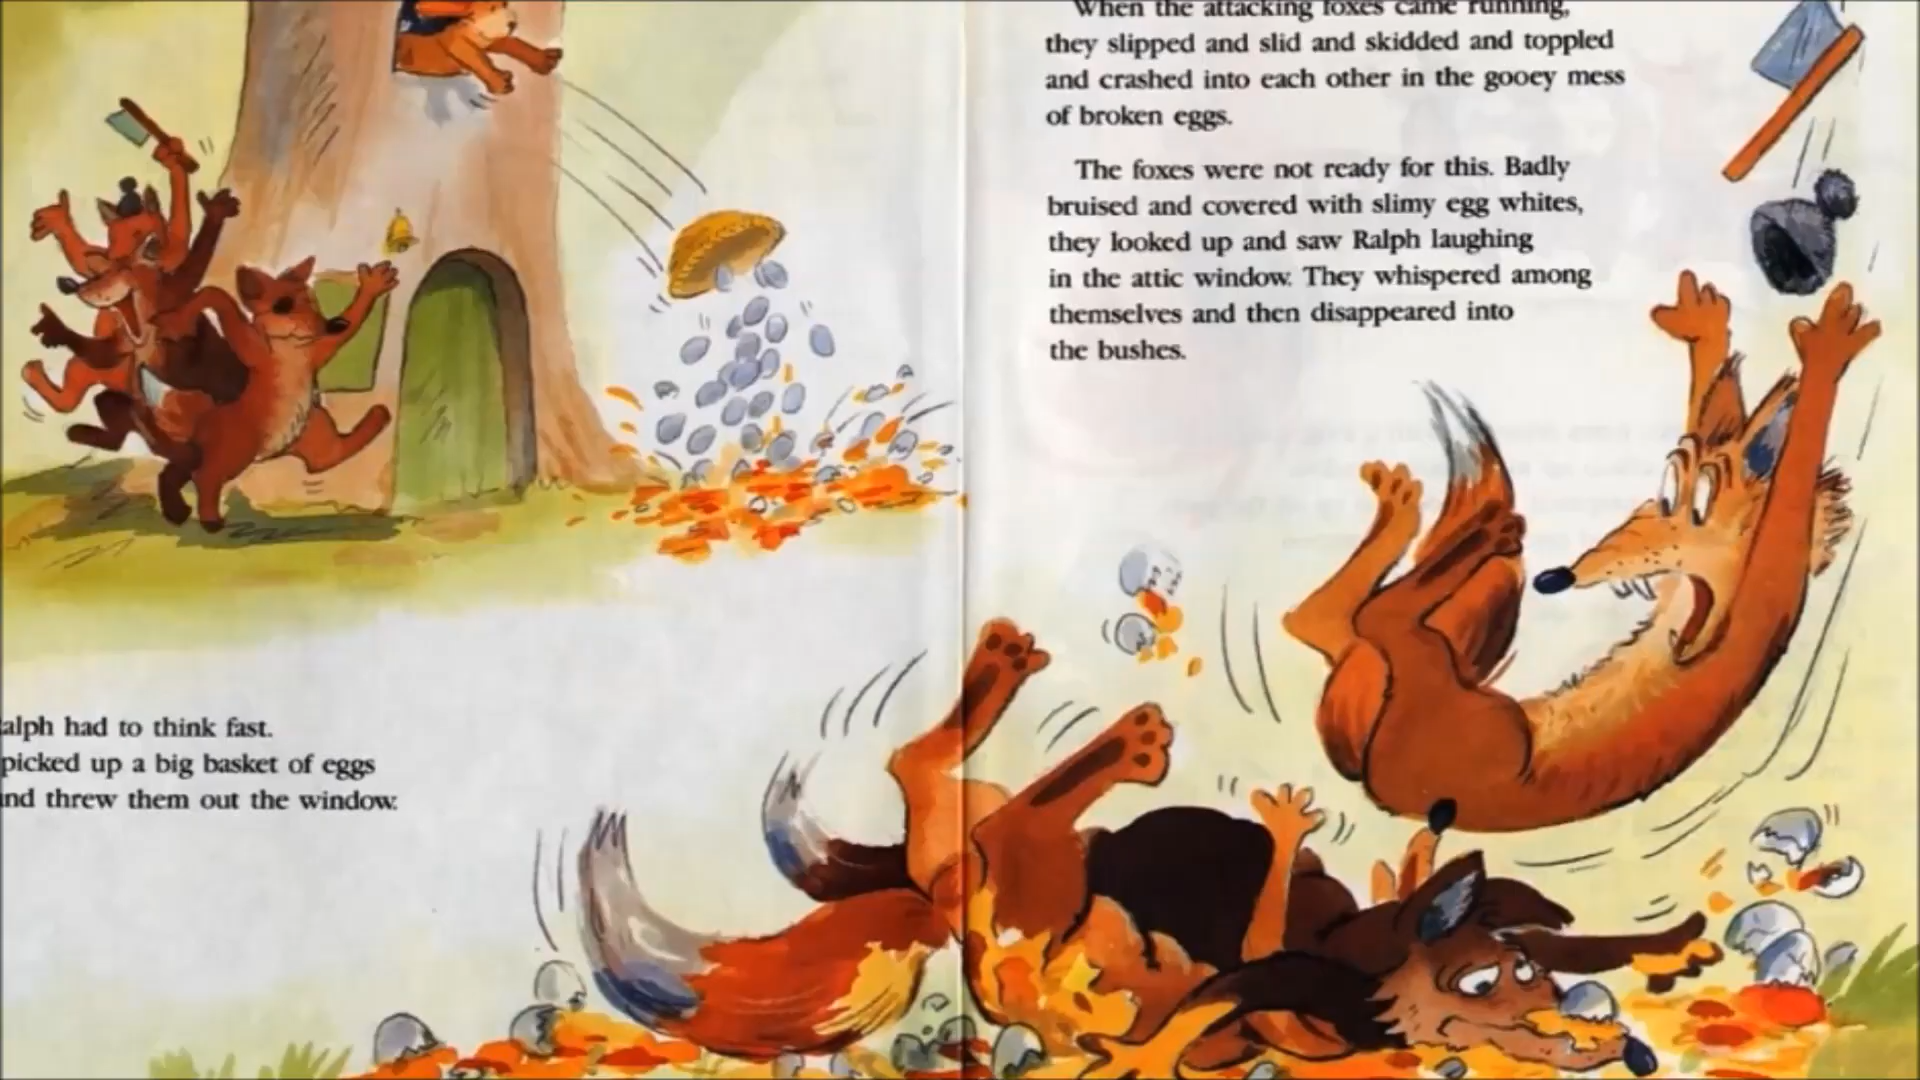 alph had to think fast.
picked up a big basket of eggs
nd threw them out the window.
When the attacking foxes came running,
they slipped and slid and skidded and toppled
and crashed into each other in the gooey mess
of broken eggs.
The foxes were not ready for this. Badly
bruised and covered with slimy egg whites,
they looked up and saw Ralph laughing
in the attic window. They whispered among
themselves and then disappeared into
the bushes.